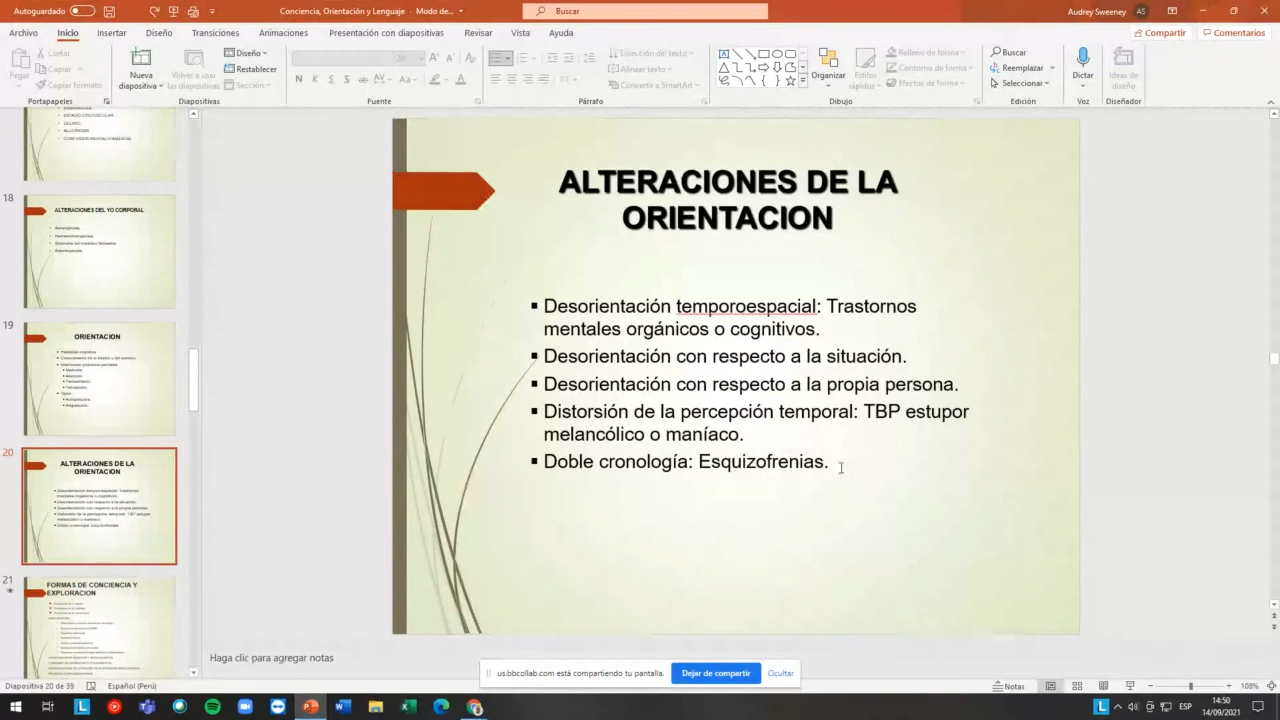 Autoguardado
Conciencia, Orientación y Lenguaje - Modo de...
Buscar
Audrey Sweeney
AS
Archivo
Inicio
Insertar
Diseño
Transiciones
Animaciones
Presentación con diapositivas
Revisar
Vista
Ayuda
Compartir
Comentarios
Pegar
Cortar
Copiar
Copiar formato
Nueva diapositiva
Volver a usar las diapositivas
Diseño
Restablecer
Sección
Dirección del texto
Alinear texto
Convertir a SmartArt
Organizar
Estilos rápidos
Relleno de forma
Contorno de forma
Efectos de forma
Buscar
Reemplazar
Seleccionar
Dictar
Ideas de diseño
Portapapeles
Diapositivas
Fuente
Párrafo
Dibujo
Edición
Voz
Diseñador
ESTADO CREPUSCULAR
DELIRIO
ALUCINOSIS
18
ALTERACIONES DEL YO CORPORAL
19
ORIENTACION
20
ALTERACIONES DE LA
ORIENTACION
21
FORMAS DE CONCIENCIA Y
EXPLORACION
ALTERACIONES DE LA
ORIENTACION
▪ Desorientación temporoespacial: Trastornos
mentales orgánicos o cognitivos.
▪ Desorientación con respecto a la situación.
▪ Desorientación con respecto a la propia persona.
▪ Distorsión de la percepción temporal: TBP estupor
melancólico o maníaco.
▪ Doble cronología: Esquizofrenias.
para agregar
us.bbcollab.com está compartiendo tu pantalla.
Dejar de compartir
Ocultar
Diapositiva 20 de 39
Español (Perú)
Notas
108%
ESP
14:50
14/09/2021